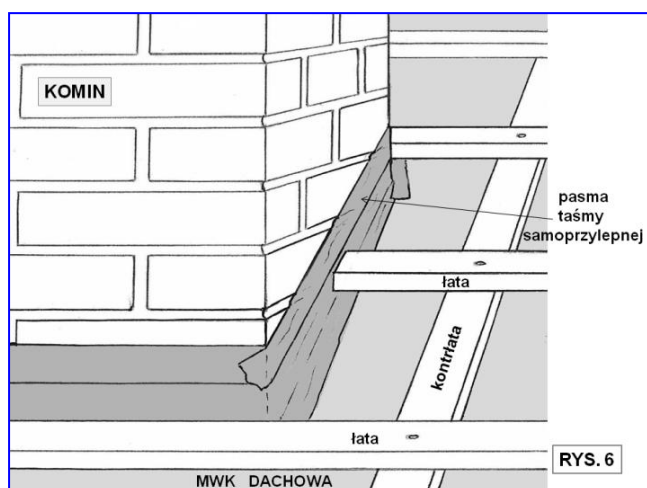 KOMIN
pasma
taśmy
samoprzylepnej
łata
kontrłata
łata
RYS. 6
MWK DACHOWA